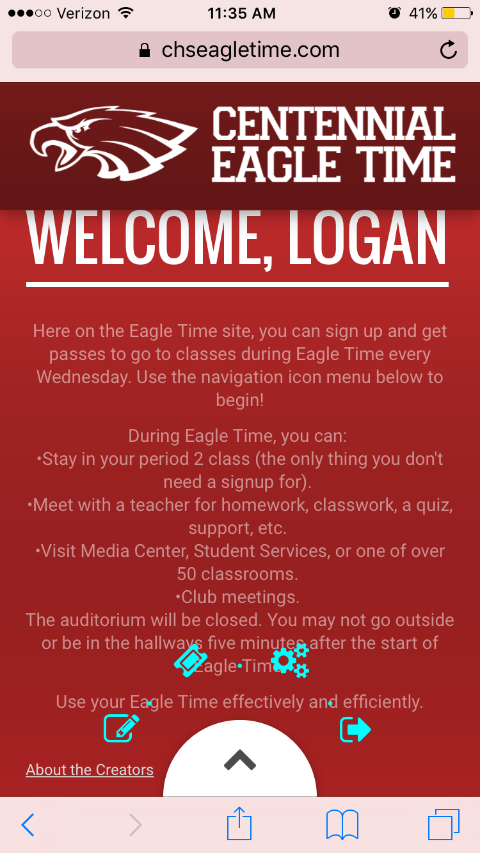 Verizon 11:35 AM 41%
chseagletime.com
CENTENNIAL
EAGLE TIME
WELCOME, LOGAN
Here on the Eagle Time site, you can sign up and get
passes to go to classes during Eagle Time every
Wednesday. Use the navigation icon menu below to
begin!
During Eagle Time, you can:
•Stay in your period 2 class (the only thing you don't
need a signup for).
•Meet with a teacher for homework, classwork, a quiz,
support, etc.
•Visit Media Center, Student Services, or one of over
50 classrooms.
•Club meetings.
The auditorium will be closed. You may not go outside
or be in the hallways five minutes after the start of
Eagle Time
Use your Eagle Time effectively and efficiently.
About the Creators